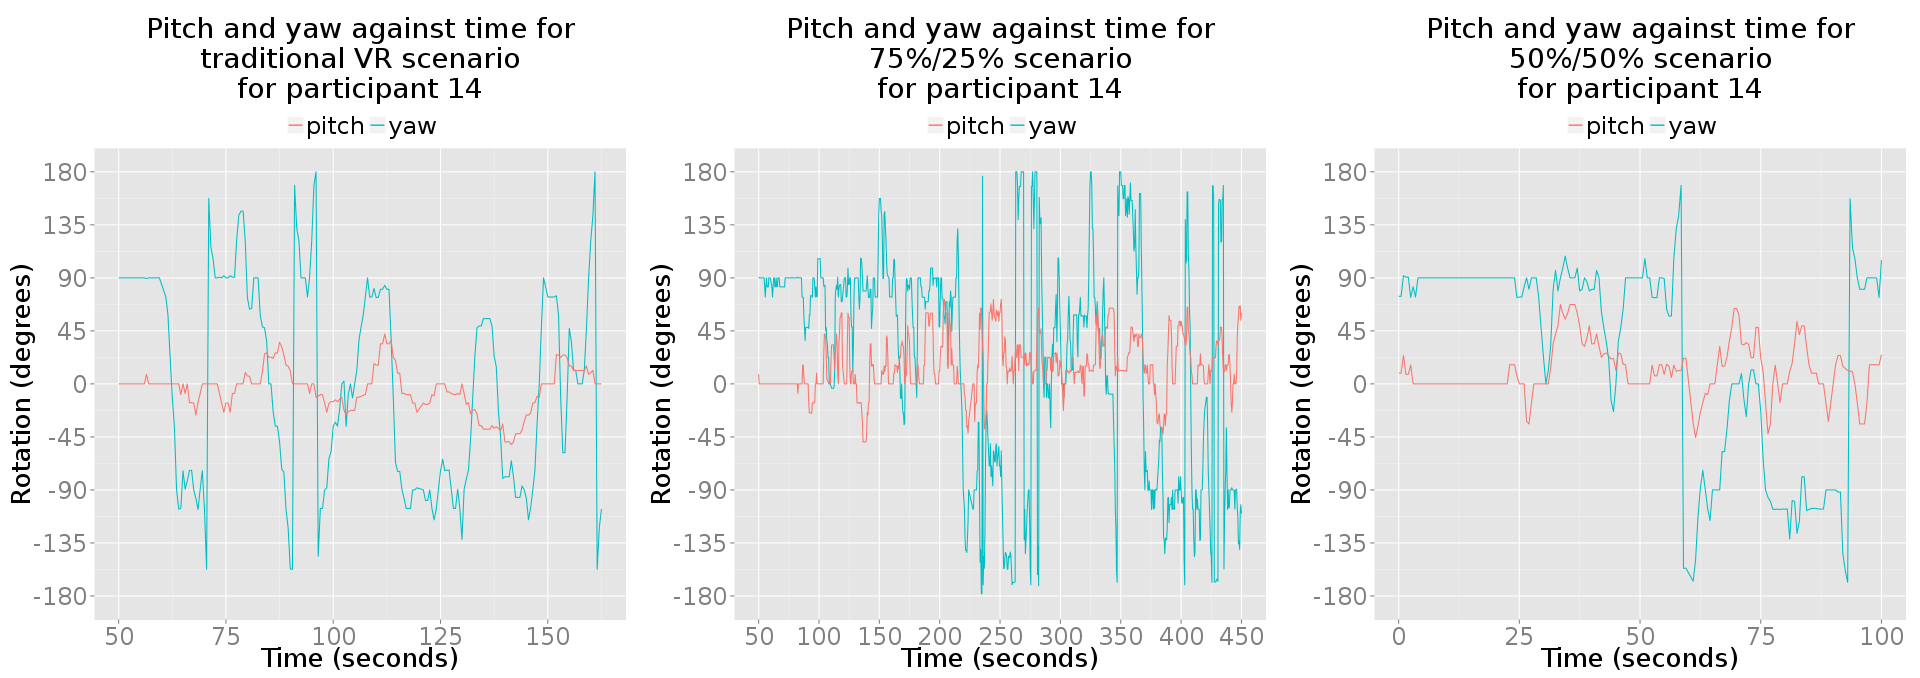 Pitch and yaw against time for
traditional VR scenario
for participant 14
pitch yaw
180
135
90
45
0
-45
-90
-135
-180
Rotation (degrees)
50 75 100 125 150
Time (seconds)
Pitch and yaw against time for
75%/25% scenario
for participant 14
pitch yaw
180
135
90
45
0
-45
-90
-135
-180
Rotation (degrees)
50 100 150 200 250 300 350 400 450
Time (seconds)
Pitch and yaw against time for
50%/50% scenario
for participant 14
pitch yaw
180
135
90
45
0
-45
-90
-135
-180
Rotation (degrees)
0 25 50 75 100
Time (seconds)